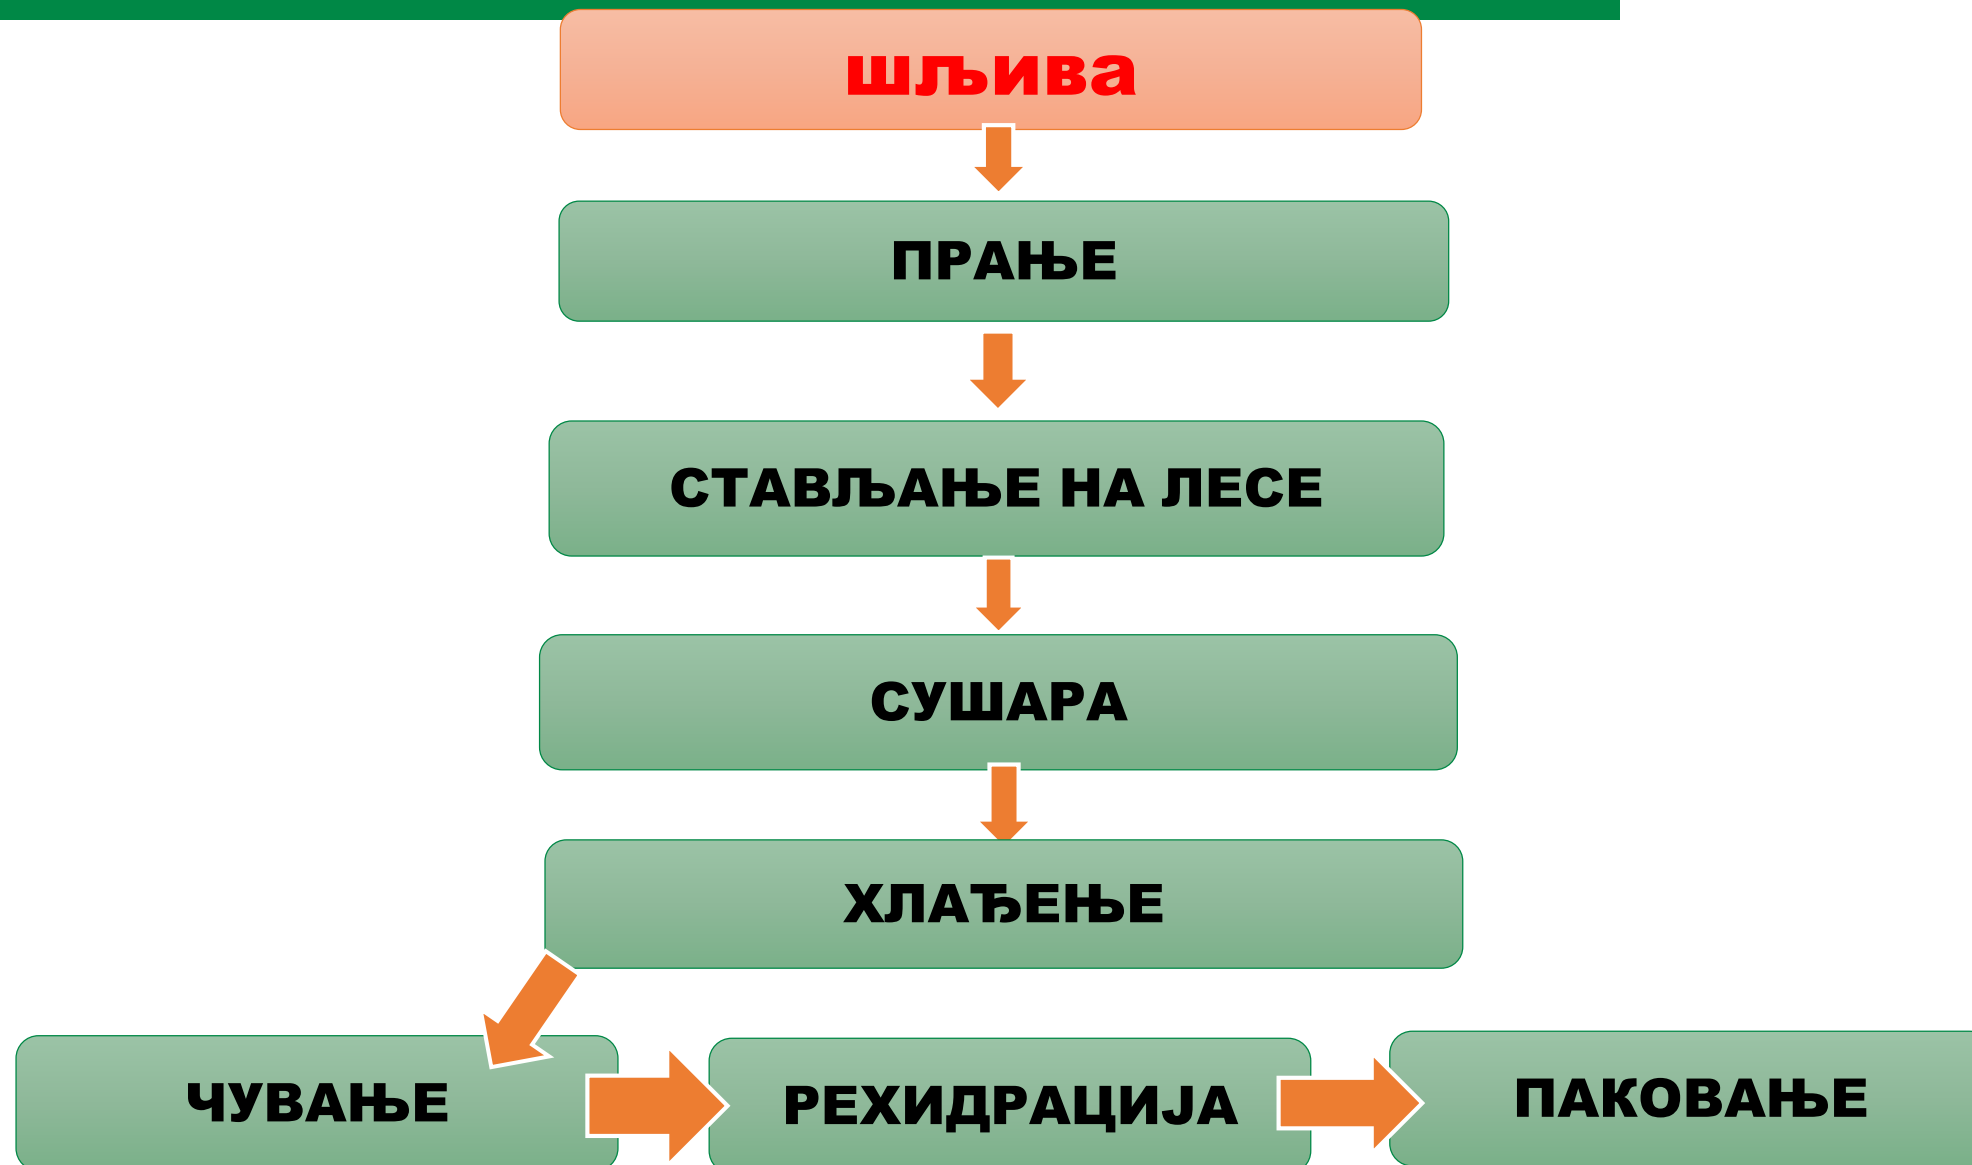 шљива
ПРАЊЕ
СТАВЉАЊЕ НА ЛЕСЕ
СУШАРА
ХЛАЂЕЊЕ
ЧУВАЊЕ
РЕХИДРАЦИЈА
ПАКОВАЊЕ